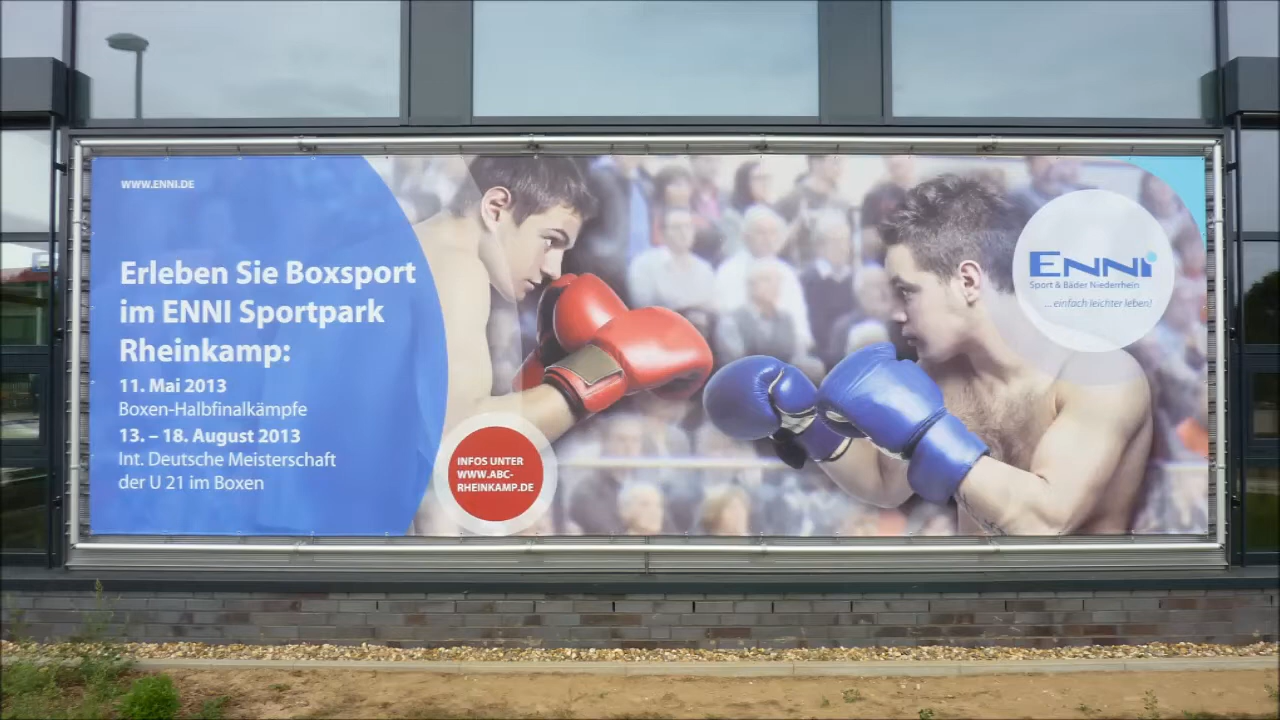 WWW.ENNI.DE
Erleben Sie Boxsport
im ENNI Sportpark
Rheinkamp:
11. Mai 2013
Boxen-Halbfinalkämpfe
13. – 18. August 2013
Int. Deutsche Meisterschaft
der U 21 im Boxen
INFOS UNTER
WWW.ABC-
RHEINKAMP.DE
ENNI
Sport & Bäder Niederrhein
...einfach leichter leben!